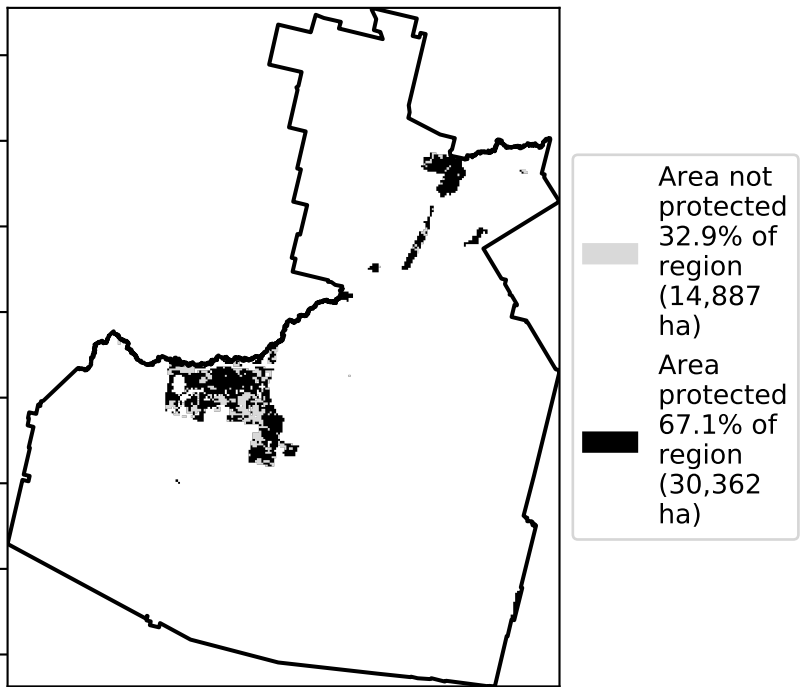 Area not
protected
32.9% of
region
(14,887
ha)
Area
protected
67.1% of
region
(30,362
ha)